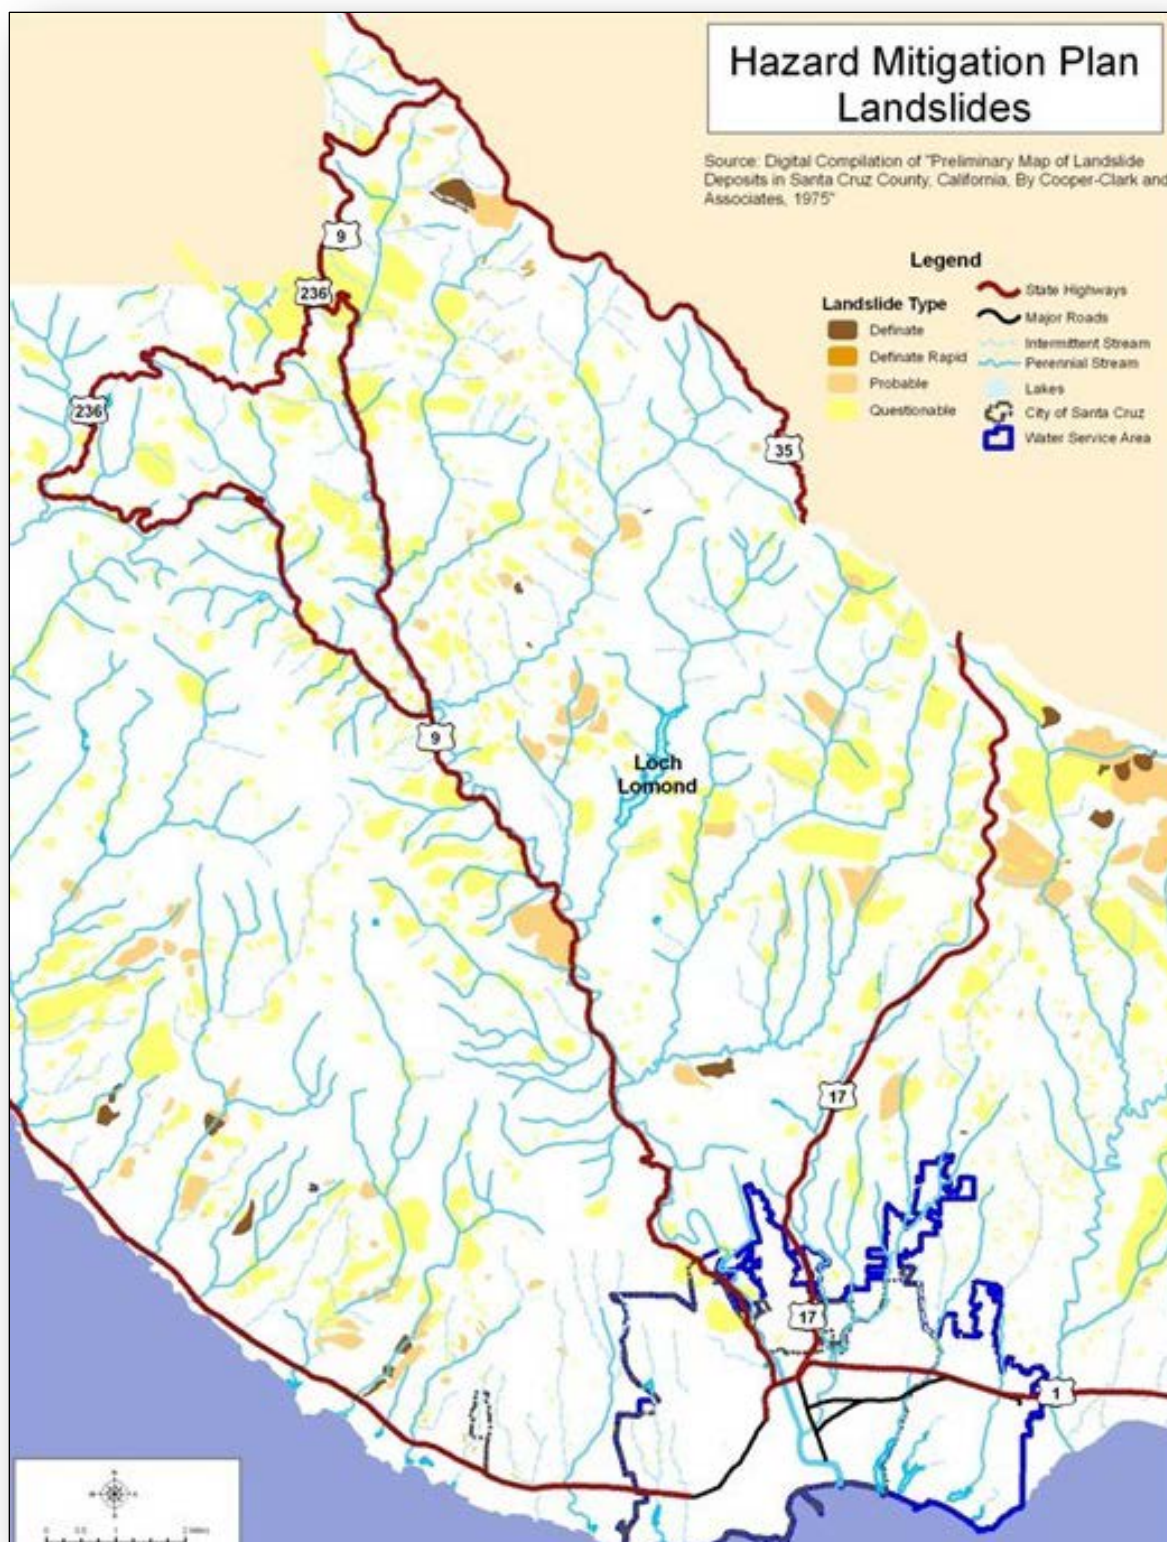 Hazard Mitigation Plan
Landslides
Source: Digital Compilation of "Preliminary Map of Landslide
Deposits in Santa Cruz County, California, By Cooper-Clark and
Associates, 1975"
Legend
Landslide Type
Definate
Definate Rapid
Probable
Questionable
State Highways
Major Roads
Intermittent Stream
Perennial Stream
Lakes
City of Santa Cruz
Water Service Area
9
236
236
35
9
Loch
Lomond
17
17
1